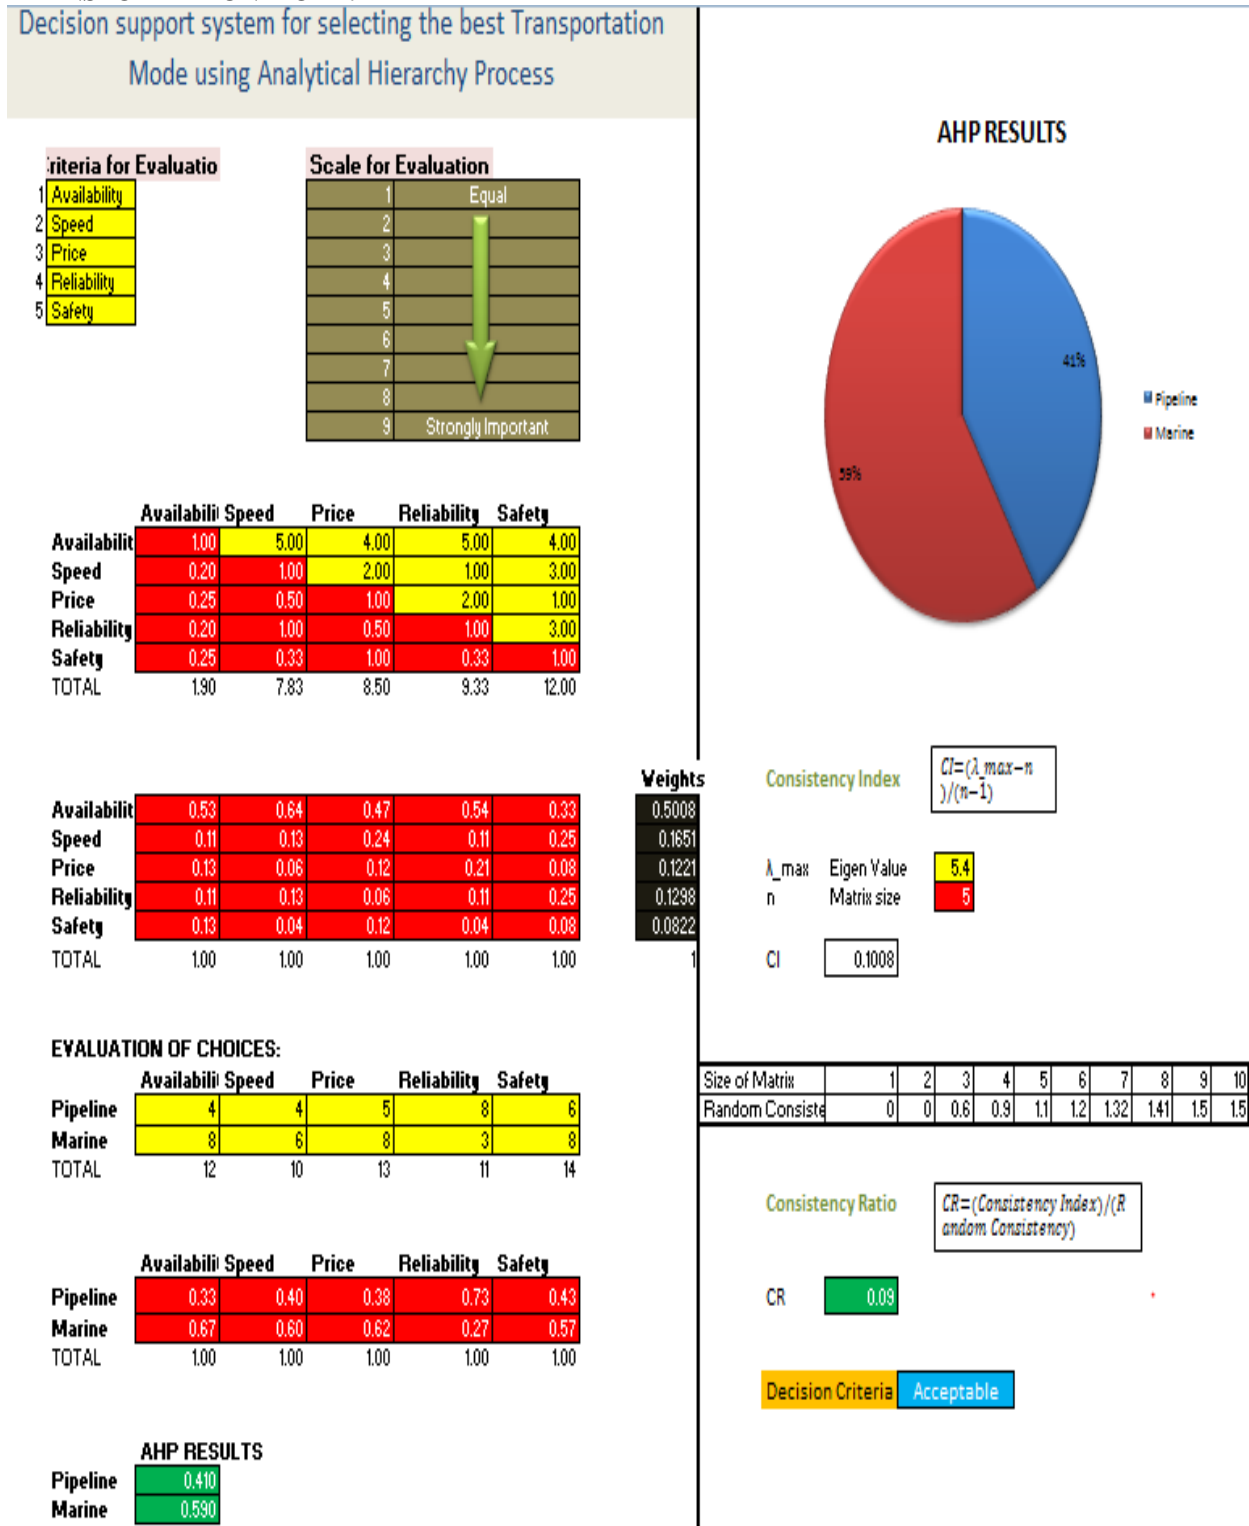 Decision support system for selecting the best Transportation
Mode using Analytical Hierarchy Process
riteria for Evaluatio
1 Availability
2 Speed
3 Price
4 Reliability
5 Safety
Scale for Evaluation
1 Equal
2
3
4
5
6
7
8
9 Strongly Important
Availabili Speed Price Reliability Safety
Availabilit 1.00 5.00 4.00 5.00 4.00
Speed 0.20 1.00 2.00 1.00 3.00
Price 0.25 0.50 1.00 2.00 1.00
Reliability 0.20 1.00 0.50 1.00 3.00
Safety 0.25 0.33 1.00 0.33 1.00
TOTAL 1.90 7.83 8.50 9.33 12.00
Weights
Availabilit 0.53 0.64 0.47 0.54 0.33 0.5008
Speed 0.11 0.13 0.24 0.11 0.25 0.1651
Price 0.13 0.06 0.12 0.21 0.08 0.1221
Reliability 0.11 0.13 0.06 0.11 0.25 0.1298
Safety 0.13 0.04 0.12 0.04 0.08 0.0822
TOTAL 1.00 1.00 1.00 1.00 1.00 1
EVALUATION OF CHOICES:
Availabili Speed Price Reliability Safety
Pipeline 4 4 5 8 6
Marine 8 6 8 3 8
TOTAL 12 10 13 11 14
Availabili Speed Price Reliability Safety
Pipeline 0.33 0.40 0.38 0.73 0.43
Marine 0.67 0.60 0.62 0.27 0.57
TOTAL 1.00 1.00 1.00 1.00 1.00
AHP RESULTS
Pipeline 0.410
Marine 0.590
AHP RESULTS
41%
59%
Pipeline
Marine
Consistency Index
CI=(λ_max−n
)/(n−1)
λ_max Eigen Value 5.4
n Matrix size 5
CI 0.1008
Size of Matrix 1 2 3 4 5 6 7 8 9 10
Random Consiste 0 0 0.6 0.9 1.1 1.2 1.32 1.41 1.5 1.5
Consistency Ratio
CR=(Consistency Index)/(R
andom Consistency)
CR 0.09
Decision Criteria Acceptable